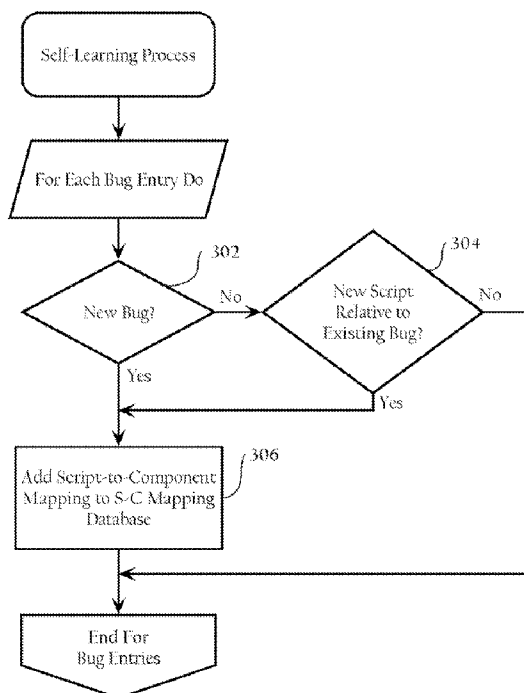 Self-Learning Process
For Each Bug Entry Do
302
New Bug?
No
304
New Script
Relative to
Existing Bug?
No
Yes
Yes
Add Script-to-Component
Mapping to S-C Mapping
Database
306
End For
Bug Entries